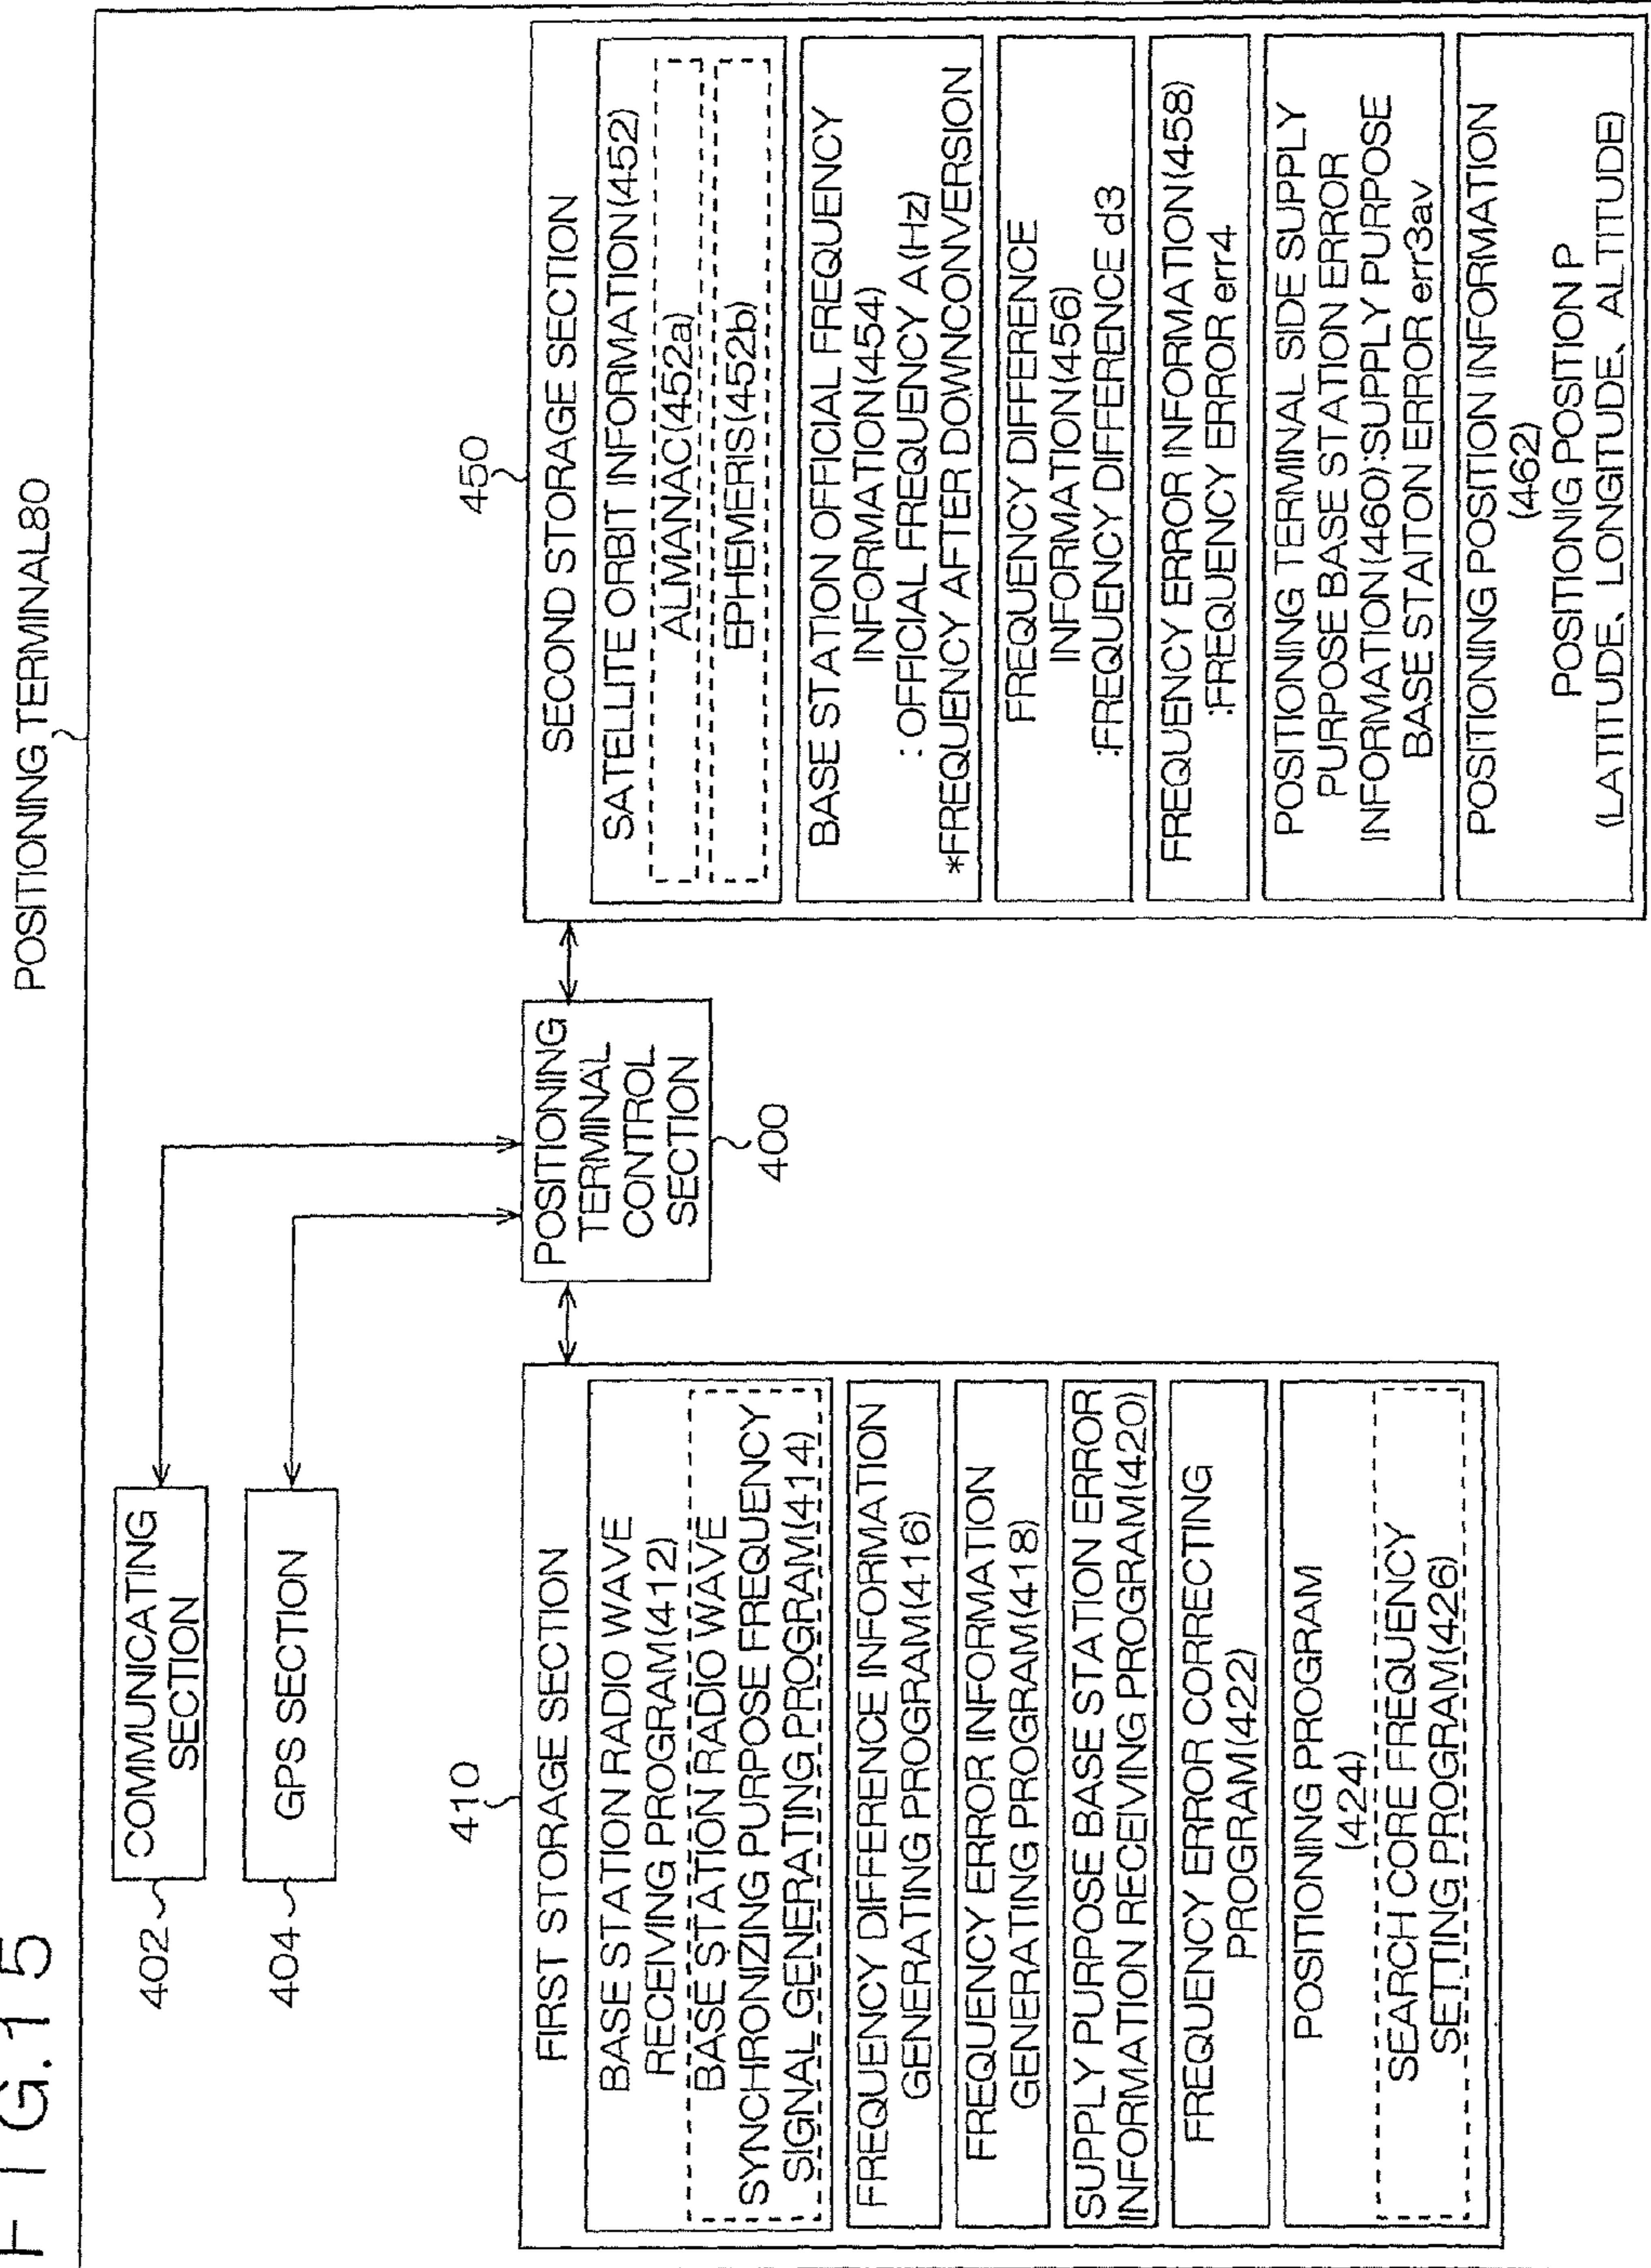 FIG.15
POSITIONING TERMINAL80
402
COMMUNICATING
SECTION
404
GPS SECTION
POSITIONING
TERMINAL
CONTROL
SECTION
400
410
FIRST STORAGE SECTION
BASE STATION RADIO WAVE
RECEIVING PROGRAM(412)
BASE STATION RADIO WAVE
SYNCHRONIZING PURPOSE FREQUENCY
SIGNAL GENERATING PROGRAM(414)
FREQUENCY DIFFERENCE INFORMATION
GENERATING PROGRAM(416)
FREQUENCY ERROR INFORMATION
GENERATING PROGRAM(418)
SUPPLY PURPOSE BASE STATION ERROR
INFORMATION RECEIVING PROGRAM(420)
FREQUENCY ERROR CORRECTING
PROGRAM(422)
POSITIONING PROGRAM
(424)
SEARCH CORE FREQUENCY
SETTING PROGRAM(426)
450
SECOND STORAGE SECTION
SATELLITE ORBIT INFORMATION(452)
ALMANAC(452a)
EPHEMERIS(452b)
BASE STATION OFFICIAL FREQUENCY
INFORMATION(454)
:OFFICIAL FREQUENCY A(Hz)
*FREQUENCY AFTER DOWNCONVERSION
FREQUENCY DIFFERENCE
INFORMATION(456)
:FREQUENCY DIFFERENCE d3
FREQUENCY ERROR INFORMATION(458)
:FREQUENCY ERROR err4
POSITIONING TERMINAL SIDE SUPPLY
PURPOSE BASE STATION ERROR
INFORMATION(460):SUPPLY PURPOSE
BASE STAITON ERROR err3av
POSITIONING POSITION INFORMATION
(462)
POSITIONIG POSITION P
(LATITUDE、LONGITUDE、ALTITUDE)